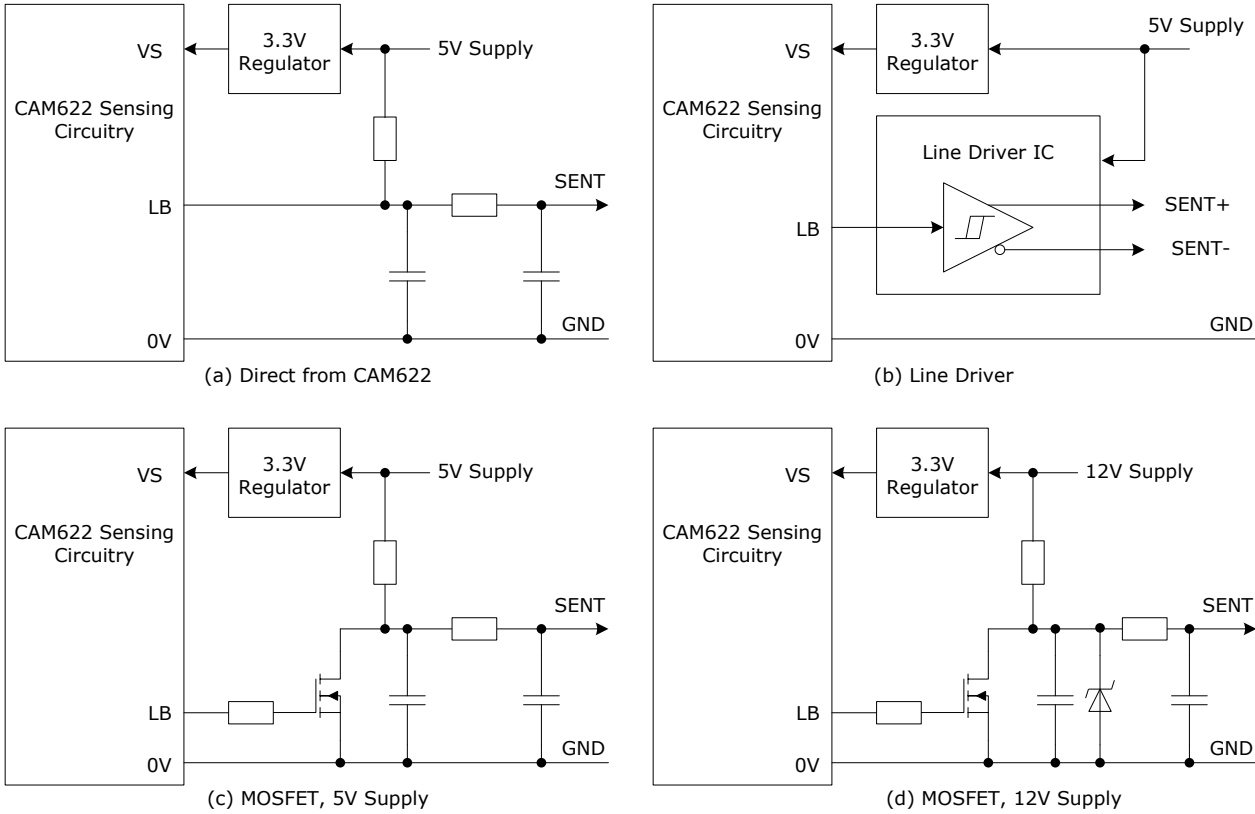 VS
3.3V
Regulator
5V Supply
CAM622 Sensing
Circuitry
SENT
LB
GND
0V
(a) Direct from CAM622
VS
3.3V
Regulator
5V Supply
CAM622 Sensing
Circuitry
Line Driver IC
SENT+
LB
SENT-
GND
0V
(b) Line Driver
VS
3.3V
Regulator
5V Supply
CAM622 Sensing
Circuitry
SENT
LB
GND
0V
(c) MOSFET, 5V Supply
VS
3.3V
Regulator
12V Supply
CAM622 Sensing
Circuitry
SENT
LB
GND
0V
(d) MOSFET, 12V Supply